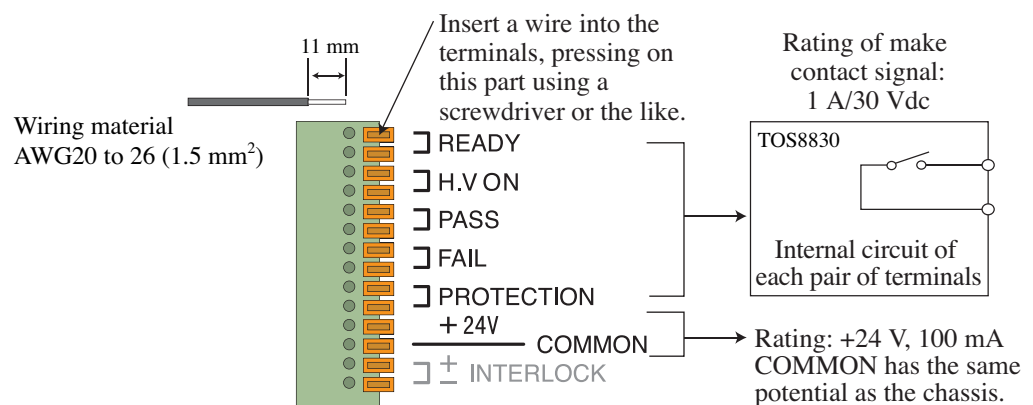 11 mm
Insert a wire into the
terminals, pressing on
this part using a
screwdriver or the like.
Wiring material
AWG20 to 26 (1.5 mm²)
READY
H.V ON
PASS
FAIL
PROTECTION
+24V
COMMON
± INTERLOCK
Rating of make
contact signal:
1 A/30 Vdc
TOS8830
Internal circuit of
each pair of terminals
Rating: +24 V, 100 mA
COMMON has the same
potential as the chassis.